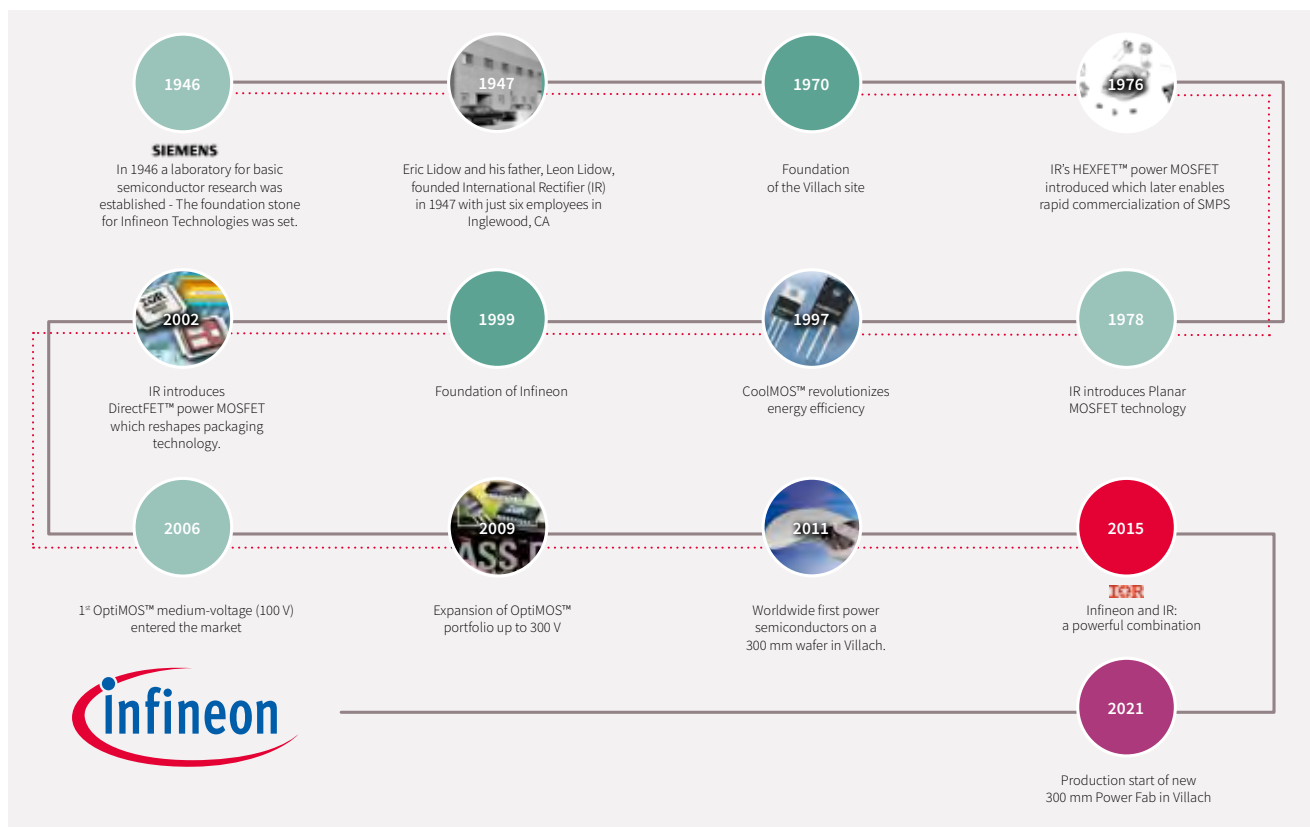 1946
1947
1970
1976
SIEMENS
In 1946 a laboratory for basic
semiconductor research was
established - The foundation stone
for Infineon Technologies was set.
Eric Lidow and his father, Leon Lidow,
founded International Rectifier (IR)
in 1947 with just six employees in
Inglewood, CA
Foundation
of the Villach site
IR's HEXFET™ power MOSFET
introduced which later enables
rapid commercialization of SMPS
IOR
2002
1999
1997
1978
IR introduces
DirectFET™ power MOSFET
which reshapes packaging
technology.
Foundation of Infineon
CoolMOS™ revolutionizes
energy efficiency
IR introduces Planar
MOSFET technology
2006
2009
ASS
2011
2015
1st OptiMOS™ medium-voltage (100 V)
entered the market
Expansion of OptiMOS™
portfolio up to 300 V
Worldwide first power
semiconductors on a
300 mm wafer in Villach.
IOR
Infineon and IR:
a powerful combination
infineon
2021
Production start of new
300 mm Power Fab in Villach